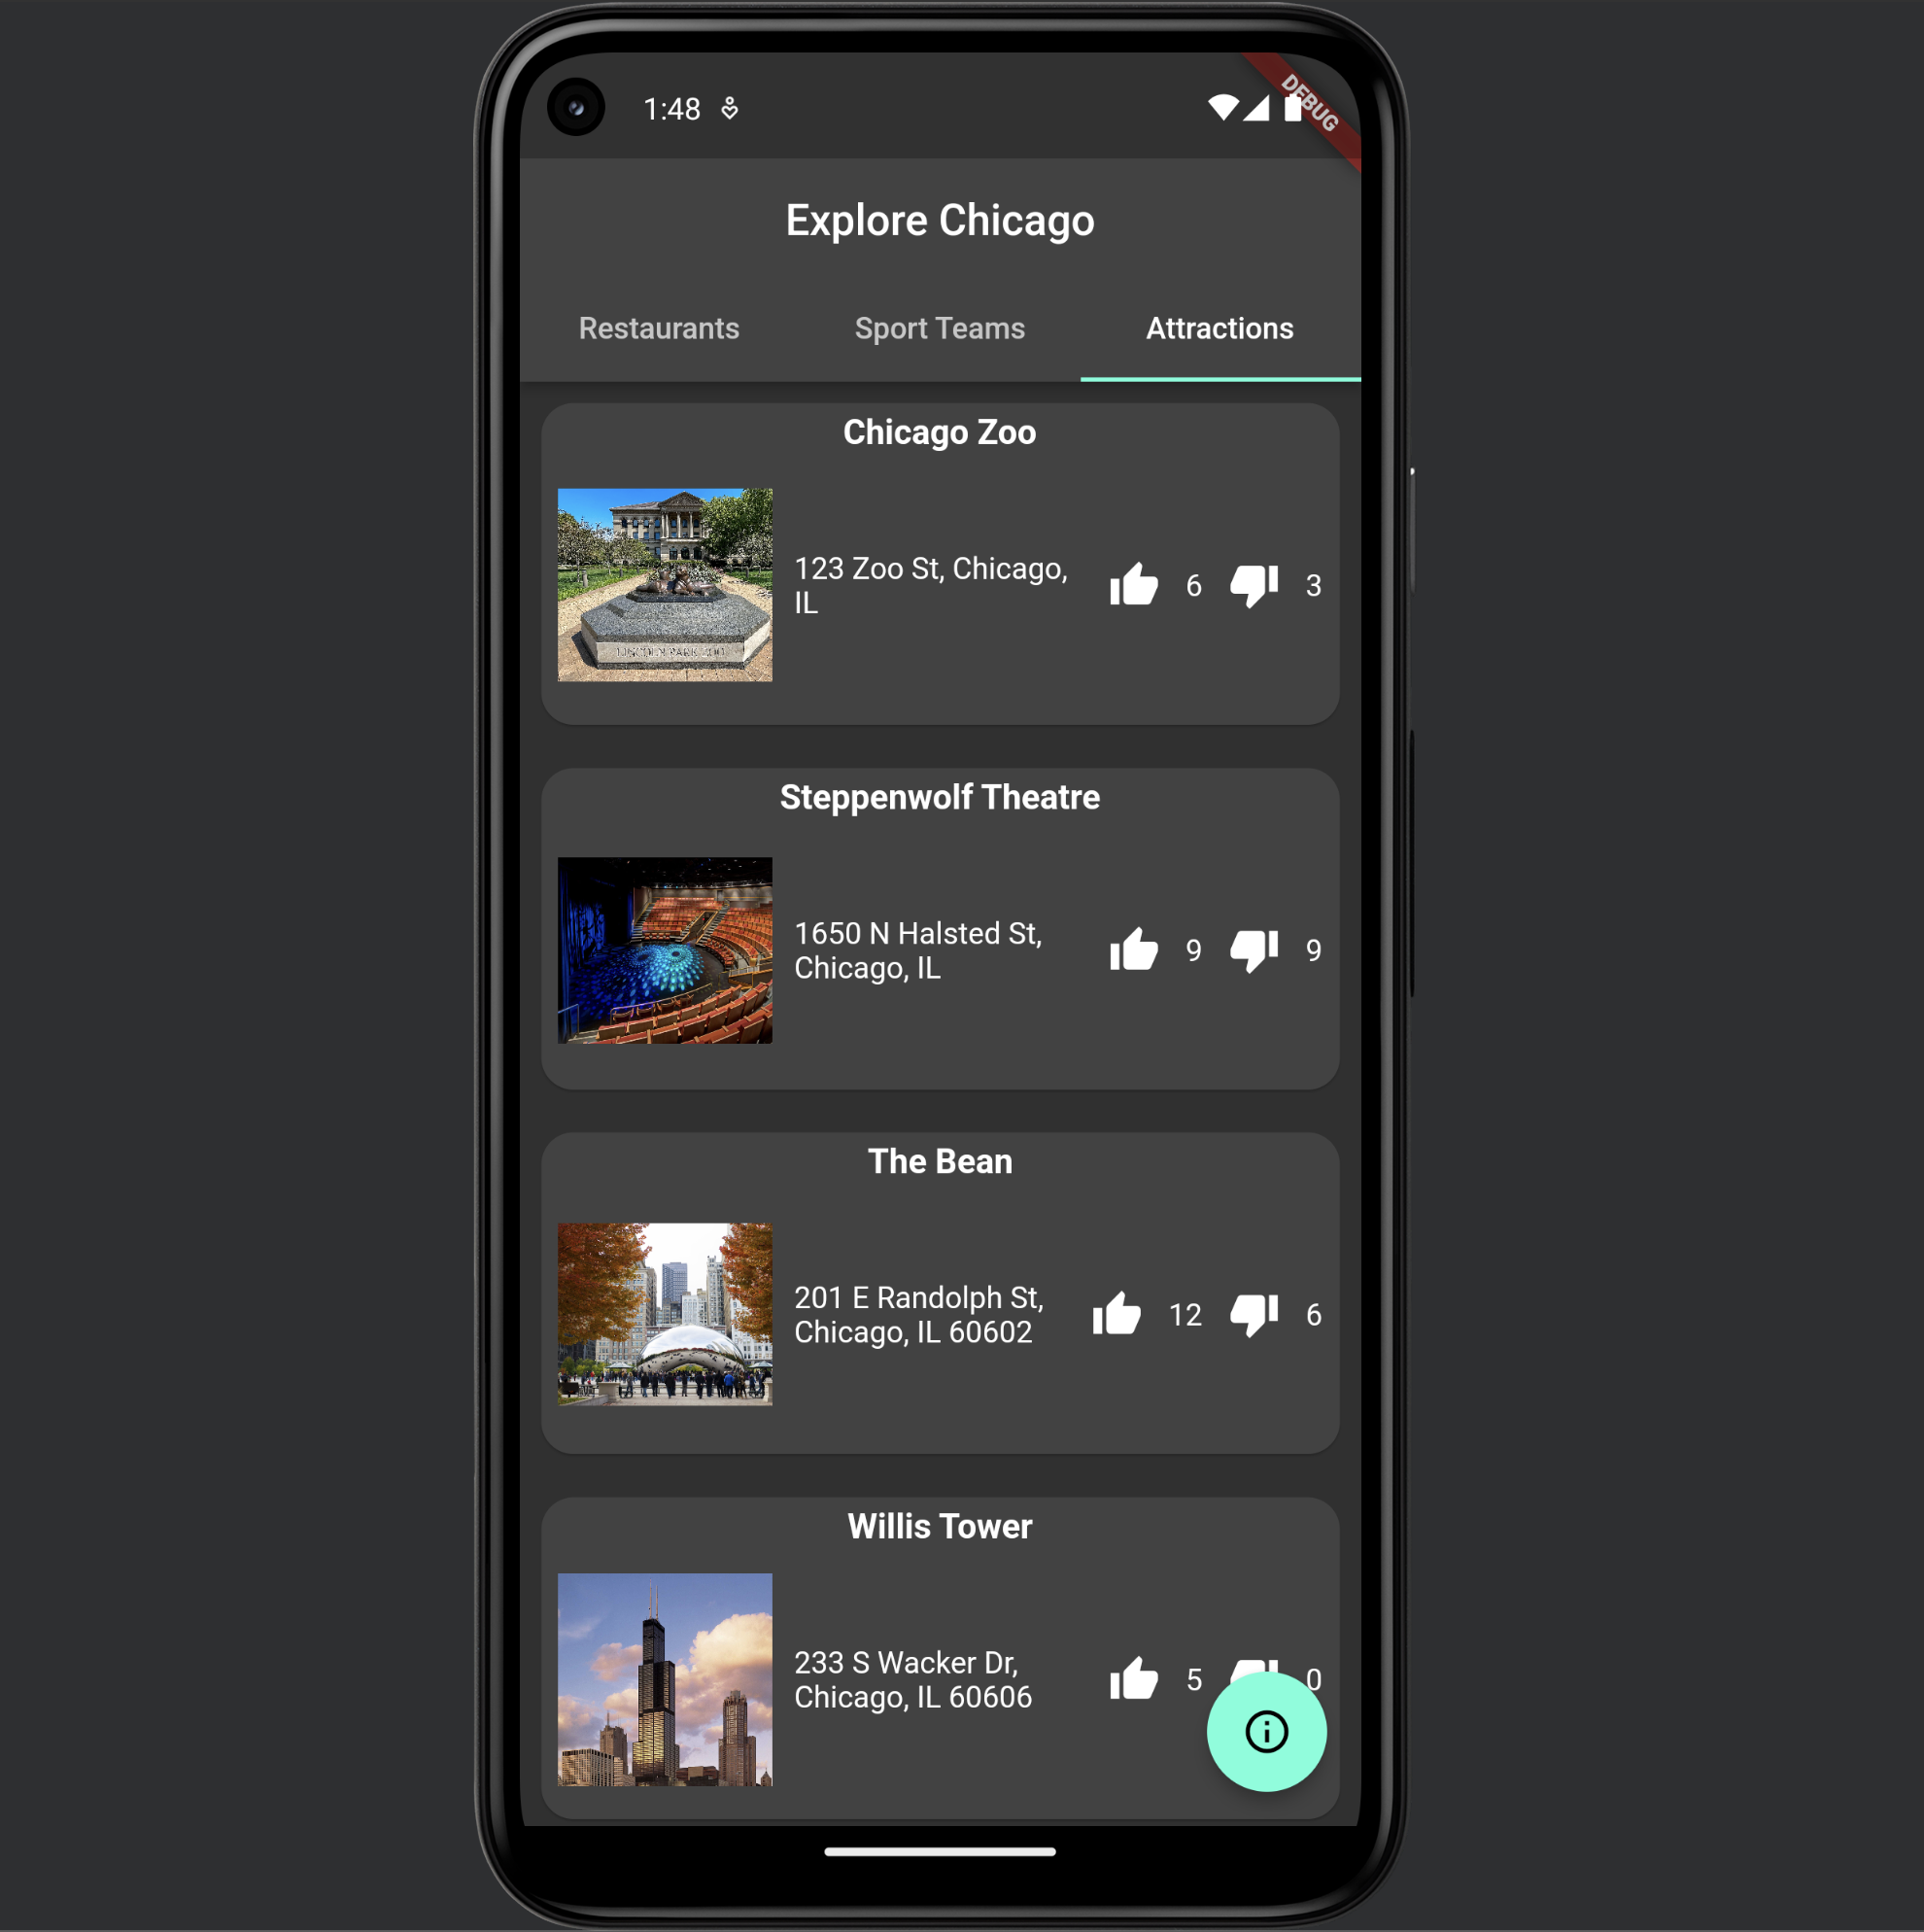 1:48
DEBUG
Explore Chicago
Restaurants Sport Teams Attractions
Chicago Zoo
LINCOLN PARK ZOO
123 Zoo St, Chicago,
IL
6 3
Steppenwolf Theatre
1650 N Halsted St,
Chicago, IL
9 9
The Bean
201 E Randolph St,
Chicago, IL 60602
12 6
Willis Tower
233 S Wacker Dr,
Chicago, IL 60606
5 0